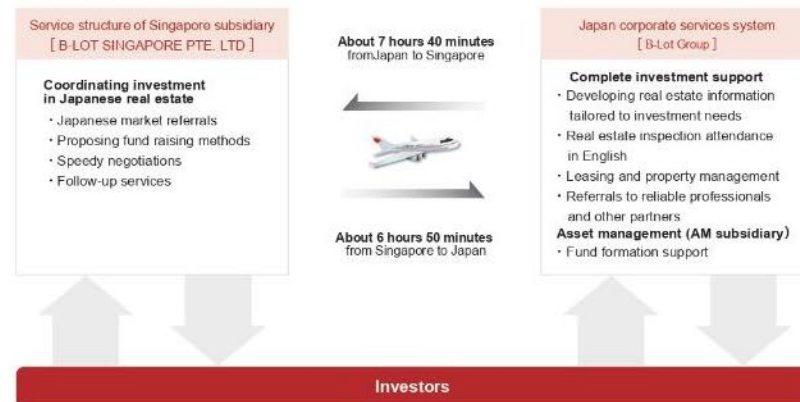 Service structure of Singapore subsidiary
[ B-LOT SINGAPORE PTE. LTD ]
Coordinating investment
in Japanese real estate
・Japanese market referrals
・Proposing fund raising methods
・Speedy negotiations
・Follow-up services
About 7 hours 40 minutes
fromJapan to Singapore
About 6 hours 50 minutes
from Singapore to Japan
Japan corporate services system
[ B-Lot Group ]
Complete investment support
・Developing real estate information
tailored to investment needs
・Real estate inspection attendance
in English
・Leasing and property management
・Referrals to reliable professionals
and other partners
Asset management (AM subsidiary)
・Fund formation support
Investors